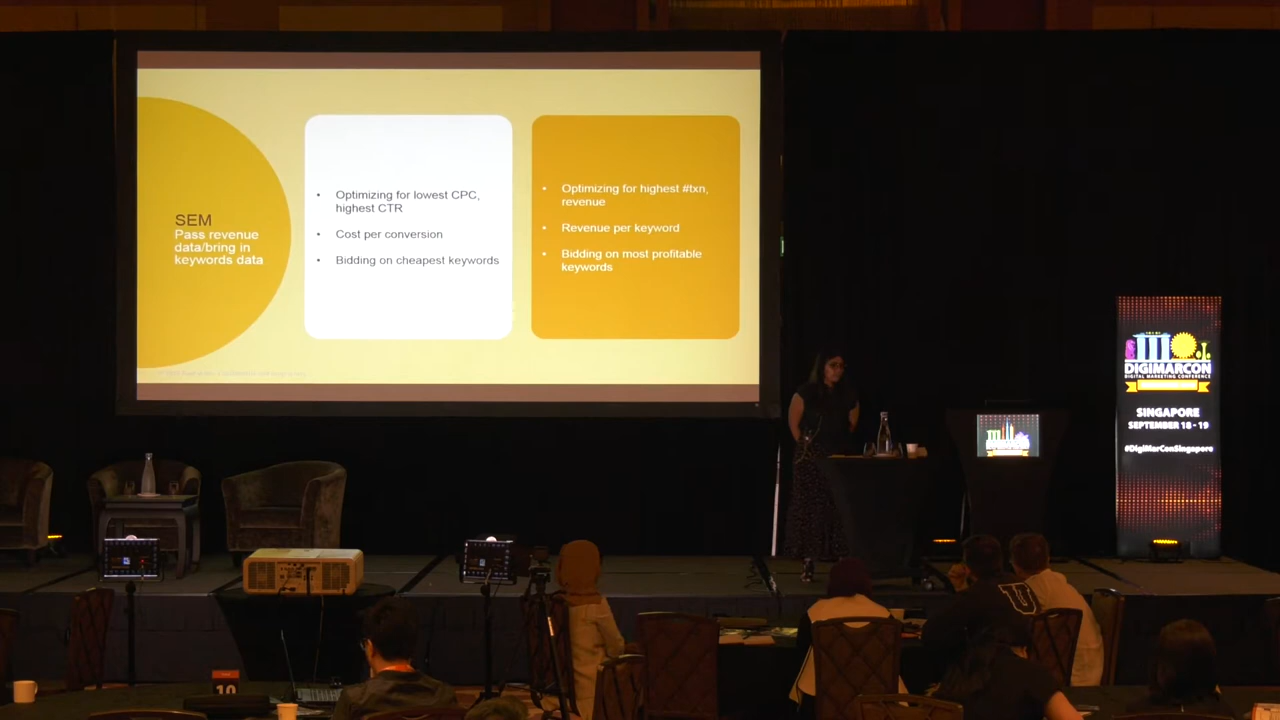 SEM
Pass revenue
data/bring in
keywords data
• Optimizing for lowest CPC,
highest CTR
• Cost per conversion
• Bidding on cheapest keywords
• Optimizing for highest #txn,
revenue
• Revenue per keyword
• Bidding on most profitable
keywords
DIGIMARCON
DIGITAL MARKETING CONFERENCE
SINGAPORE
SEPTEMBER 18 - 19
#DigiMarConSingapore
U
10